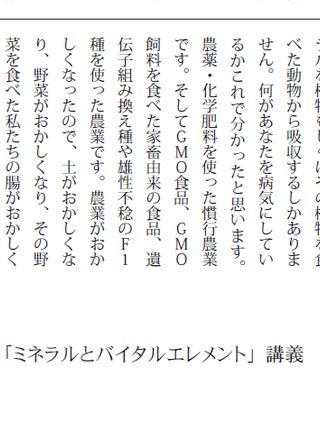 べた動物から吸収するしかありま
せん。何があなたを病気にしてい
るかこれで分かったと思います。
農薬・化学肥料を使った慣行農業
です。そしてＧＭＯ食品、ＧＭＯ
飼料を食べた家畜由来の食品、遺
伝子組み換え種や雄性不稔のＦ１
種を使った農業です。農業がおか
しくなったので、土がおかしくな
り、野菜がおかしくなり、その野
菜を食べた私たちの腸がおかしく
「ミネラルとバイタルエレメント」講義